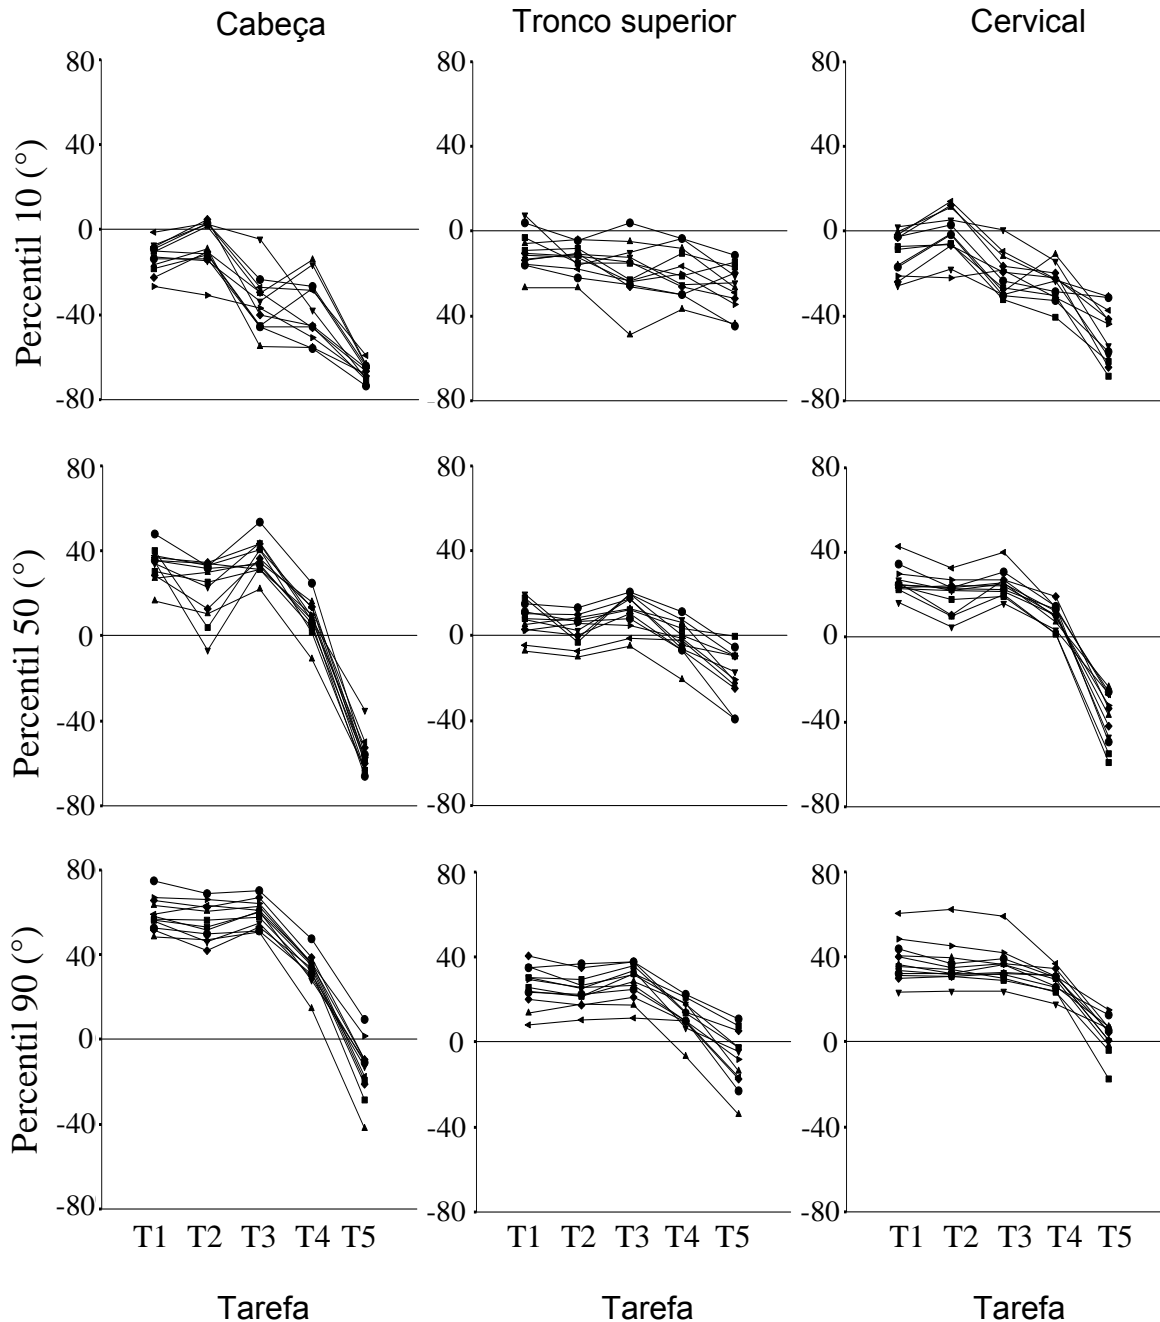 Cabeça Tronco superior Cervical
Percentil 10 (°)
80 80 80
40 40 40
0 0 0
-40 -40 -40
-80 -80 -80
Percentil 50 (°)
80 80 80
40 40 40
0 0 0
-40 -40 -40
-80 -80 -80
Percentil 90 (°)
80 80 80
40 40 40
0 0 0
-40 -40 -40
-80 -80 -80
T1 T2 T3 T4 T5 T1 T2 T3 T4 T5 T1 T2 T3 T4 T5
Tarefa Tarefa Tarefa